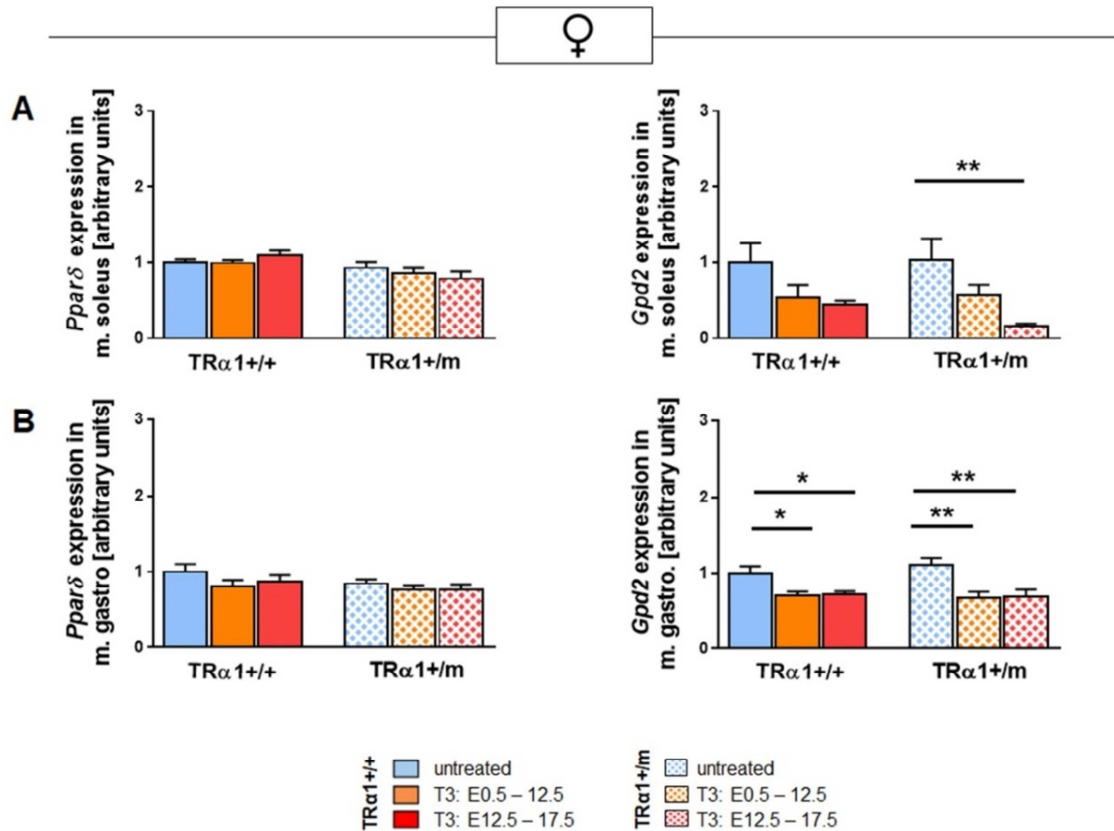 ♀
A
Pparδ expression in
m. soleus [arbitrary units]
3
2
1
0
TRα1+/+
TRα1+/m
Gpd2 expression in
m. soleus [arbitrary units]
3
2
1
0
**
TRα1+/+
TRα1+/m
B
Pparδ expression in
m. gastro [arbitrary units]
3
2
1
0
TRα1+/+
TRα1+/m
Gpd2 expression in
m. gastro. [arbitrary units]
3
2
1
0
*
*
**
**
TRα1+/+
TRα1+/m
TRα1+/+
untreated
T3: E0.5 – 12.5
T3: E12.5 – 17.5
TRα1+/m
untreated
T3: E0.5 – 12.5
T3: E12.5 – 17.5